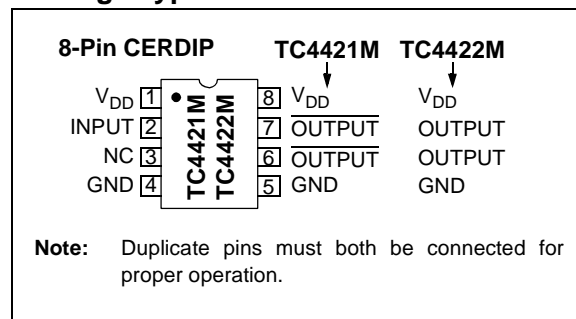 8-Pin CERDIP TC4421M TC4422M
VDD 1 8 VDD VDD
INPUT 2 7 OUTPUT OUTPUT
NC 3 6 OUTPUT OUTPUT
GND 4 5 GND GND
TC4421M
TC4422M
Note: Duplicate pins must both be connected for
proper operation.